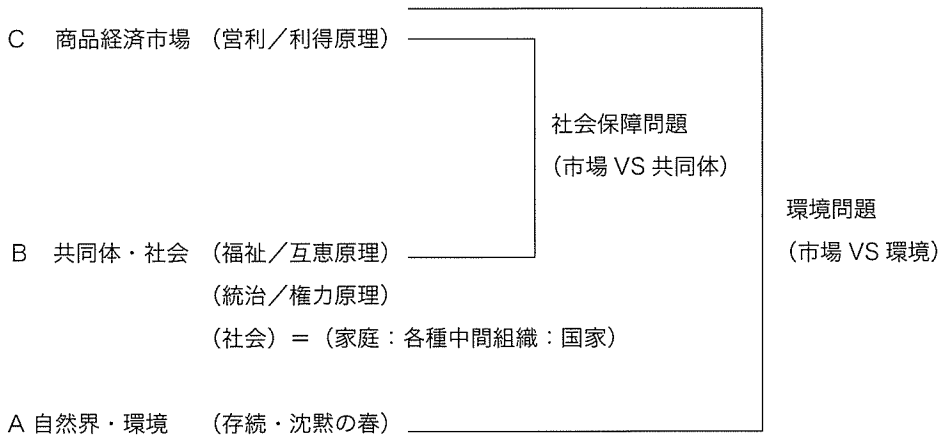 C 商品経済市場 （営利／利得原理）
社会保障問題
（市場 VS 共同体）
環境問題
（市場 VS 環境）
B 共同体・社会 （福祉／互恵原理）
（統治／権力原理）
（社会）＝（家庭：各種中間組織：国家）
A 自然界・環境 （存続・沈黙の春）